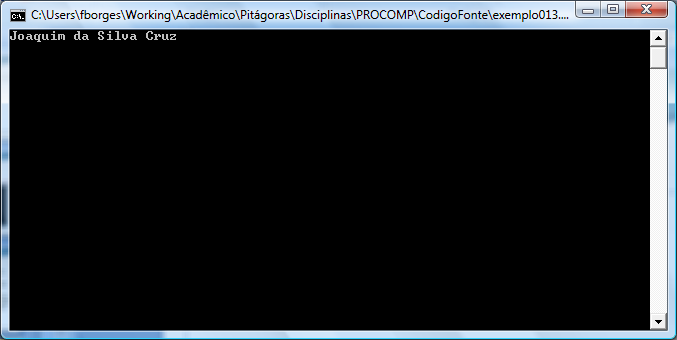 C:\Users\fborges\Working\Acadêmico\Pitágoras\Disciplinas\PROCOMP\CodigoFonte\exemplo013....
Joaquim da Silva Cruz